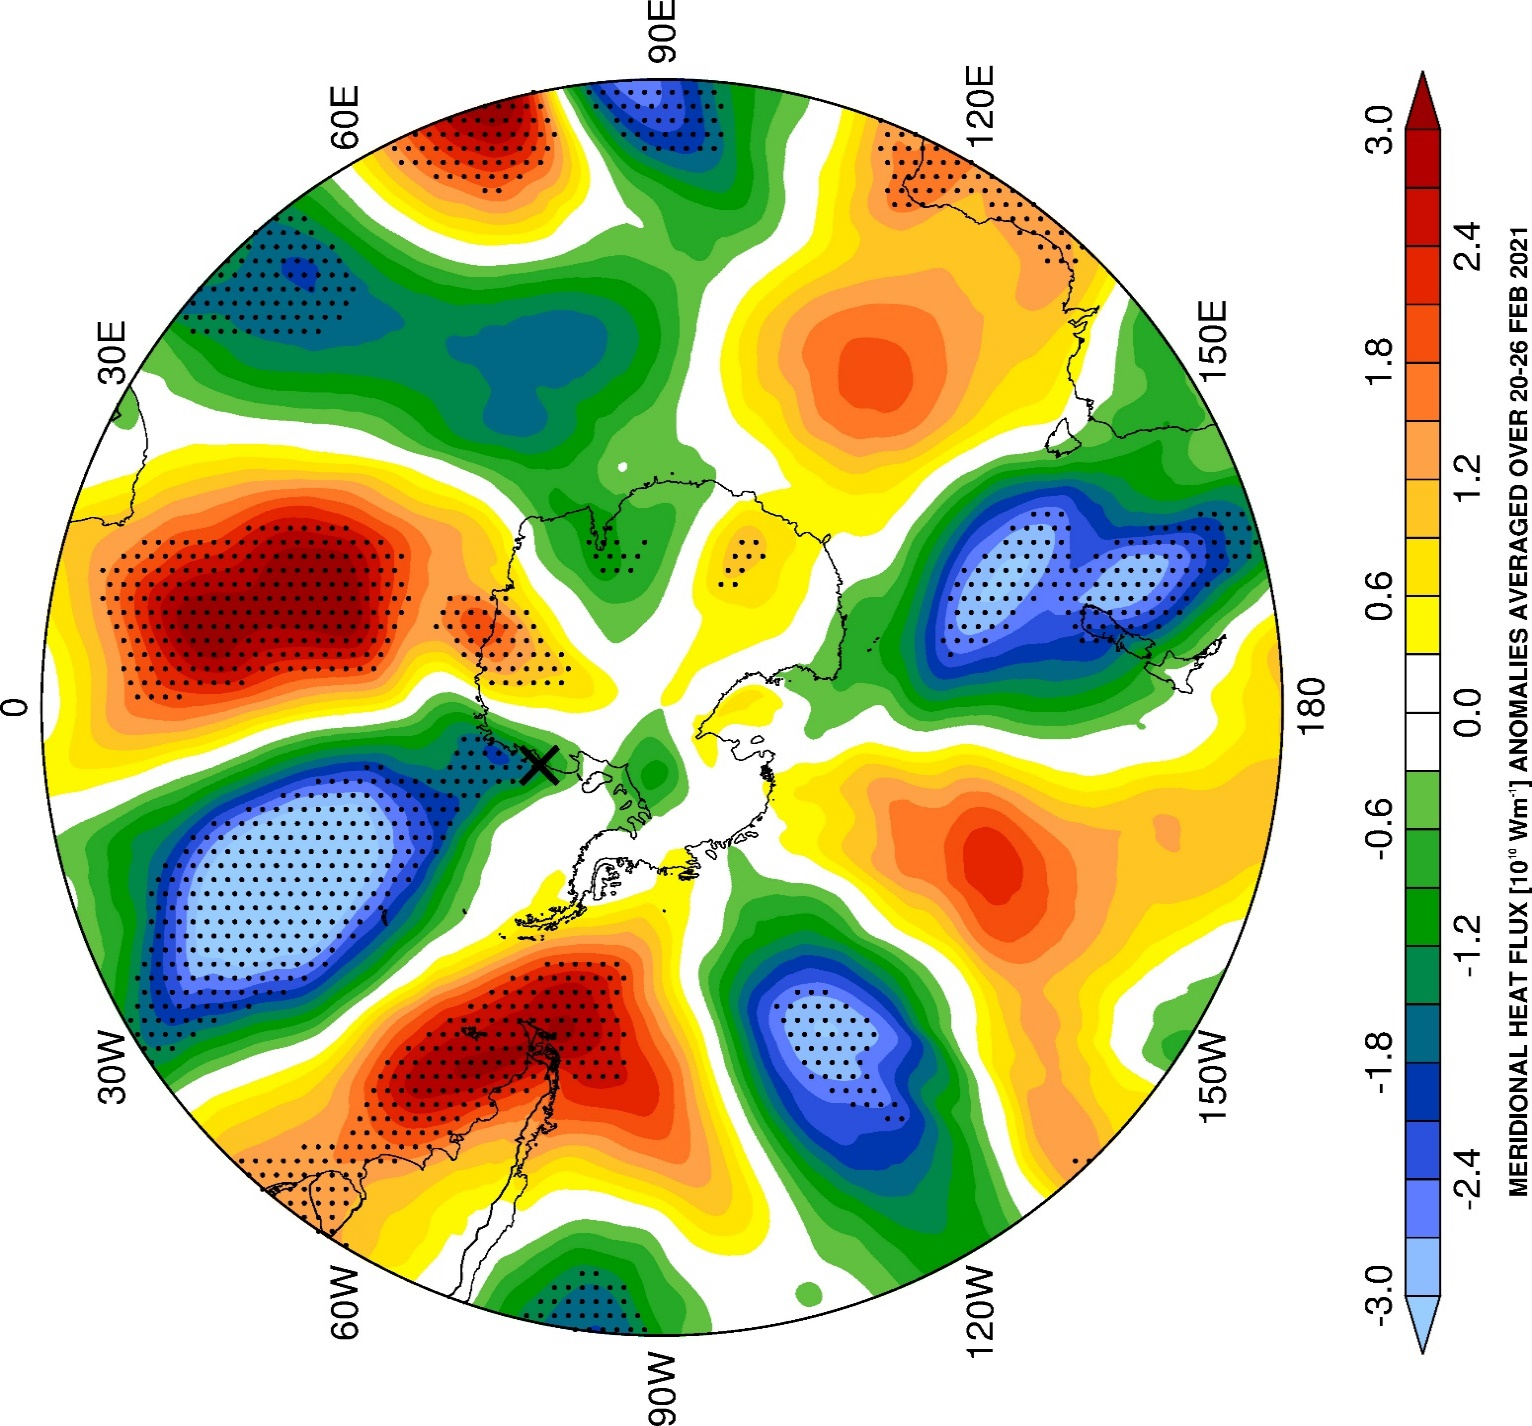 90E
60E
120E
30E
150E
0
180
30W
150W
60W
120W
90W
3.0
2.4
1.8
1.2
0.6
0.0
-0.6
-1.2
-1.8
-2.4
-3.0
MERIDIONAL HEAT FLUX [10¹⁰ Wm⁻¹] ANOMALIES AVERAGED OVER 20-26 FEB 2021